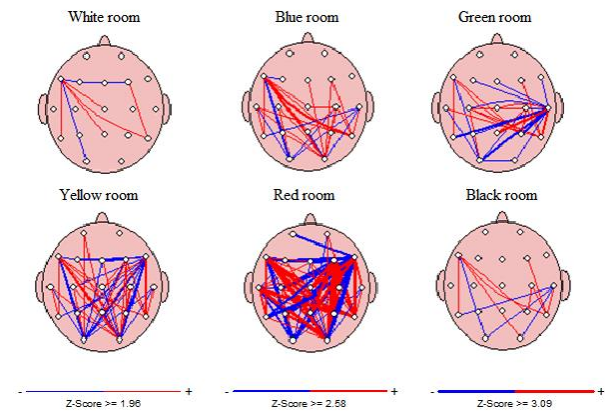 White room
Blue room
Green room
Yellow room
Red room
Black room
- +
Z-Score >= 1.96
- +
Z-Score >= 2.58
- +
Z-Score >= 3.09